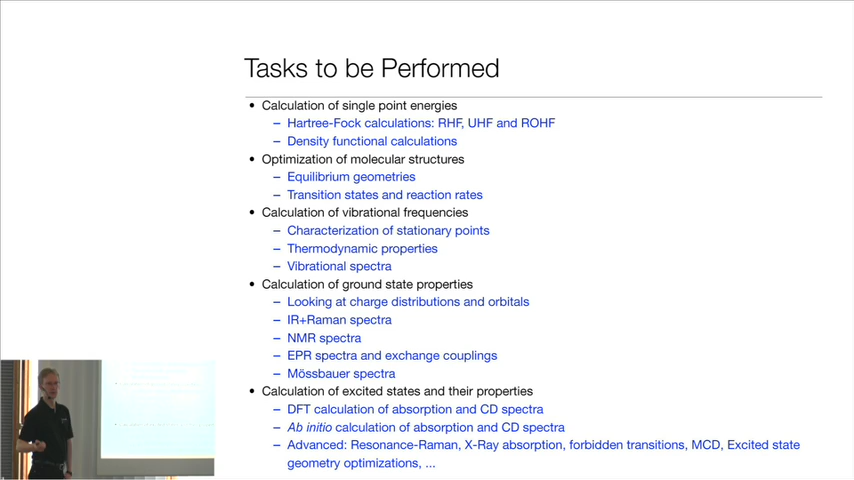 Tasks to be Performed
• Calculation of single point energies
– Hartree-Fock calculations: RHF, UHF and ROHF
– Density functional calculations
• Optimization of molecular structures
– Equilibrium geometries
– Transition states and reaction rates
• Calculation of vibrational frequencies
– Characterization of stationary points
– Thermodynamic properties
– Vibrational spectra
• Calculation of ground state properties
– Looking at charge distributions and orbitals
– IR+Raman spectra
– NMR spectra
– EPR spectra and exchange couplings
– Mössbauer spectra
• Calculation of excited states and their properties
– DFT calculation of absorption and CD spectra
– Ab initio calculation of absorption and CD spectra
– Advanced: Resonance-Raman, X-Ray absorption, forbidden transitions, MCD, Excited state
geometry optimizations, ...